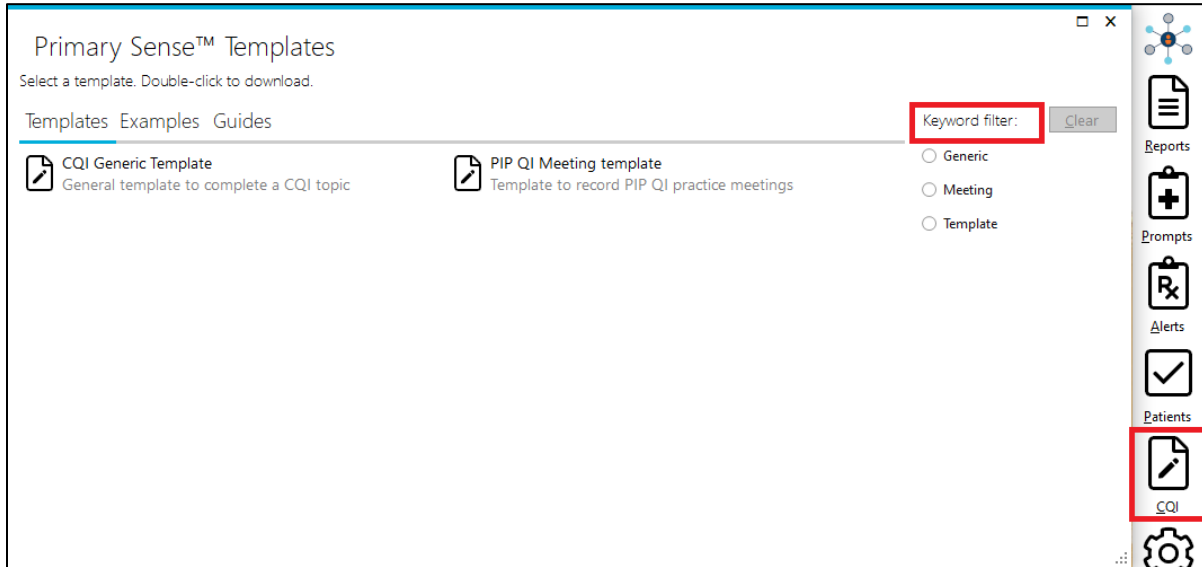 Primary Sense™ Templates
Select a template. Double-click to download.
Templates Examples Guides
Keyword filter:
Clear
CQI Generic Template
General template to complete a CQI topic
PIP QI Meeting template
Template to record PIP QI practice meetings
Generic
Meeting
Template
Reports
Prompts
Rx
Alerts
Patients
CQI